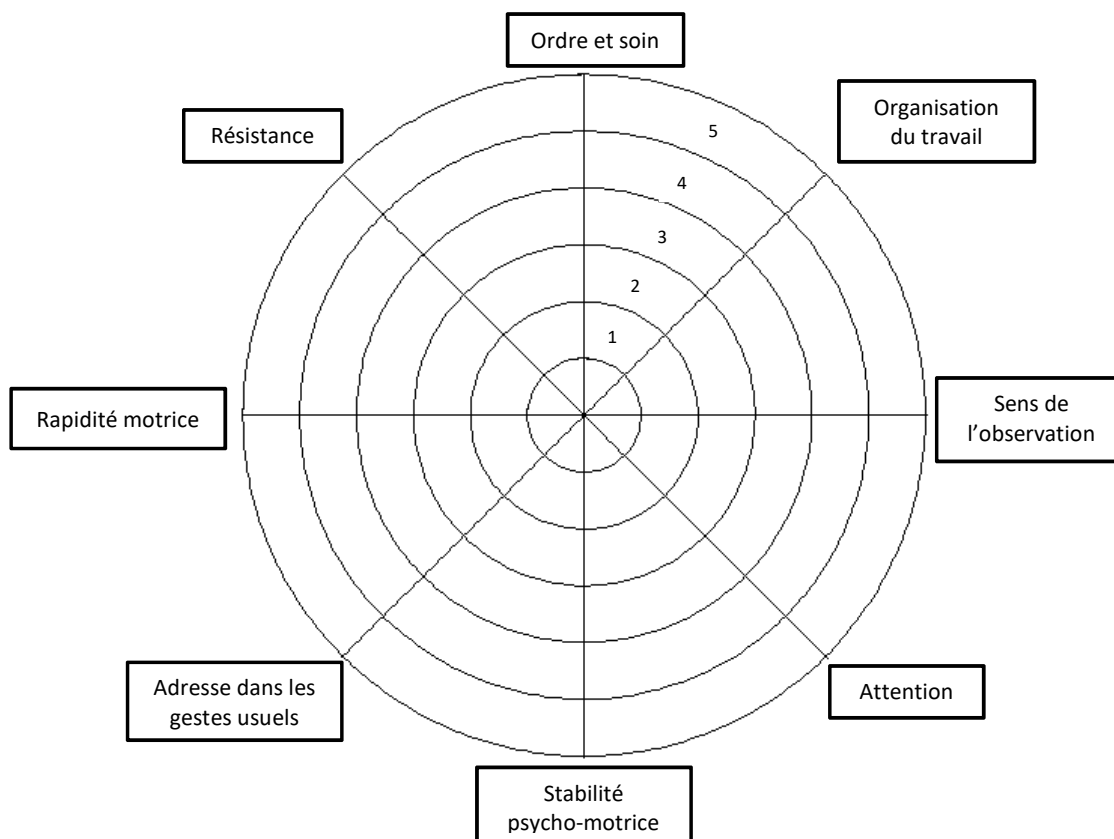 Ordre et soin
Organisation
du travail
Résistance
5
4
3
2
1
Rapidité motrice
Sens de
l’observation
Adresse dans les
gestes usuels
Attention
Stabilité
psycho-motrice